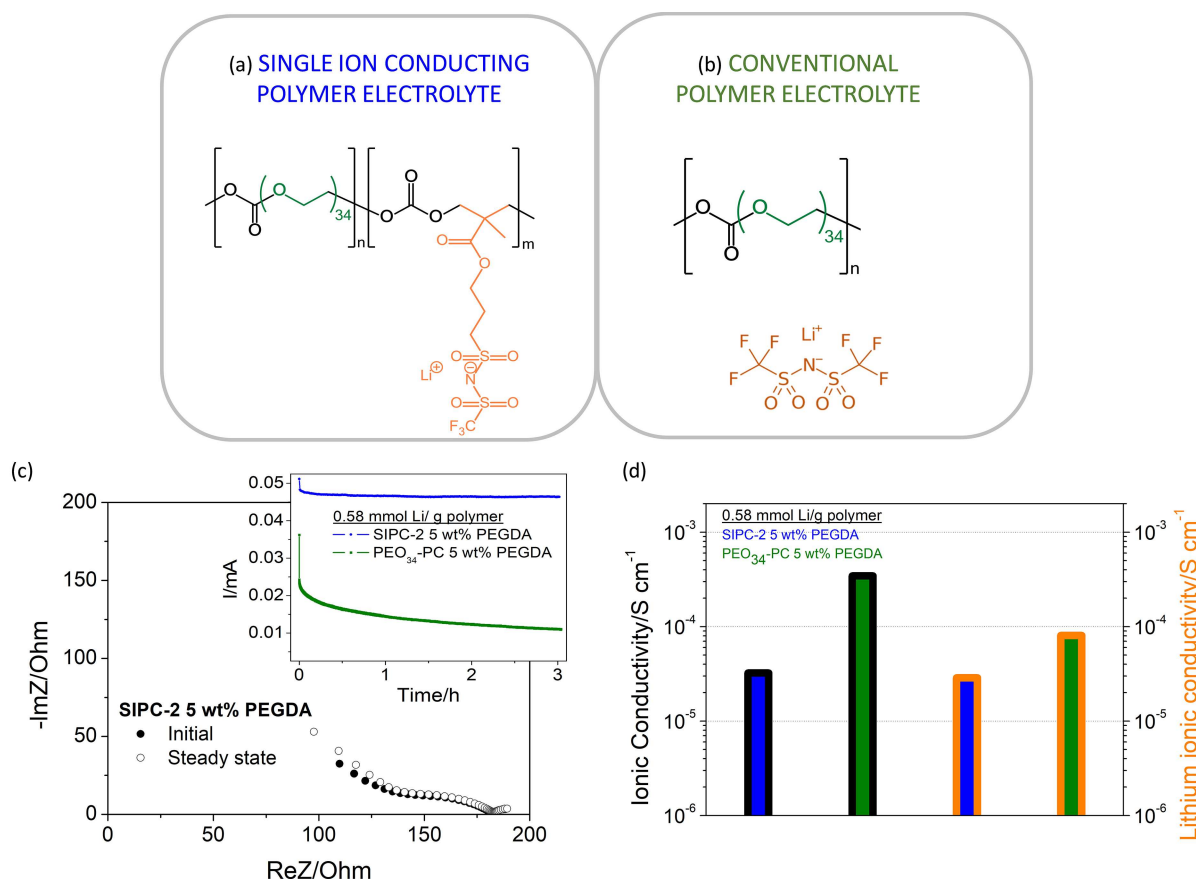 (a) SINGLE ION CONDUCTING
POLYMER ELECTROLYTE
(b) CONVENTIONAL
POLYMER ELECTROLYTE
O
O
O
34
n
O
O
O
m
O
O
O
S
O
Li⊕
N⊖
O
S
O
F₃C
O
O
O
34
n
Li⁺
F
F
F
F
F
F
N⁻
S
S
O
O
O
O
(c)
-ImZ/Ohm
200
150
100
50
0
0
50
100
150
200
ReZ/Ohm
SIPC-2 5 wt% PEGDA
● Initial
○ Steady state
I/mA
0.05
0.04
0.03
0.02
0.01
0
1
2
3
Time/h
0.58 mmol Li/ g polymer
SIPC-2 5 wt% PEGDA
PEO₃₄-PC 5 wt% PEGDA
(d)
Ionic Conductivity/S cm⁻¹
10⁻³
10⁻⁴
10⁻⁵
10⁻⁶
0.58 mmol Li/g polymer
SIPC-2 5 wt% PEGDA
PEO₃₄-PC 5 wt% PEGDA
10⁻³
10⁻⁴
10⁻⁵
10⁻⁶
Lithium ionic conductivity/S cm⁻¹